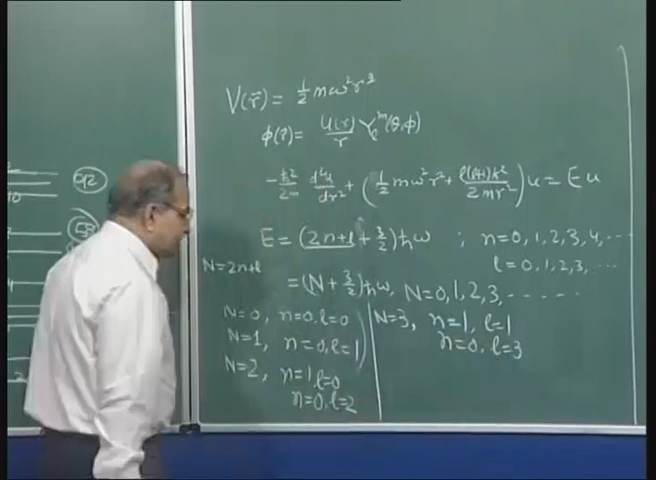 92
58
V(r⃗) = ½ mω²r²
ϕ(r⃗) = u(r)/r Yₗᵐ(θ,ϕ)
-ħ²/2m d²u/dr² + (½ mω²r² + l(l+1)ħ²/2mr²) u = E u
E = (2n+l + 3/2) ħω ; n=0,1,2,3,4,...
l=0,1,2,3,...
N=2n+l
= (N + 3/2) ħω, N=0,1,2,3,------
N=0, n=0, l=0
N=1, n=0, l=1
N=2, n=1, l=0
n=0, l=2
N=3, n=1, l=1
n=0, l=3